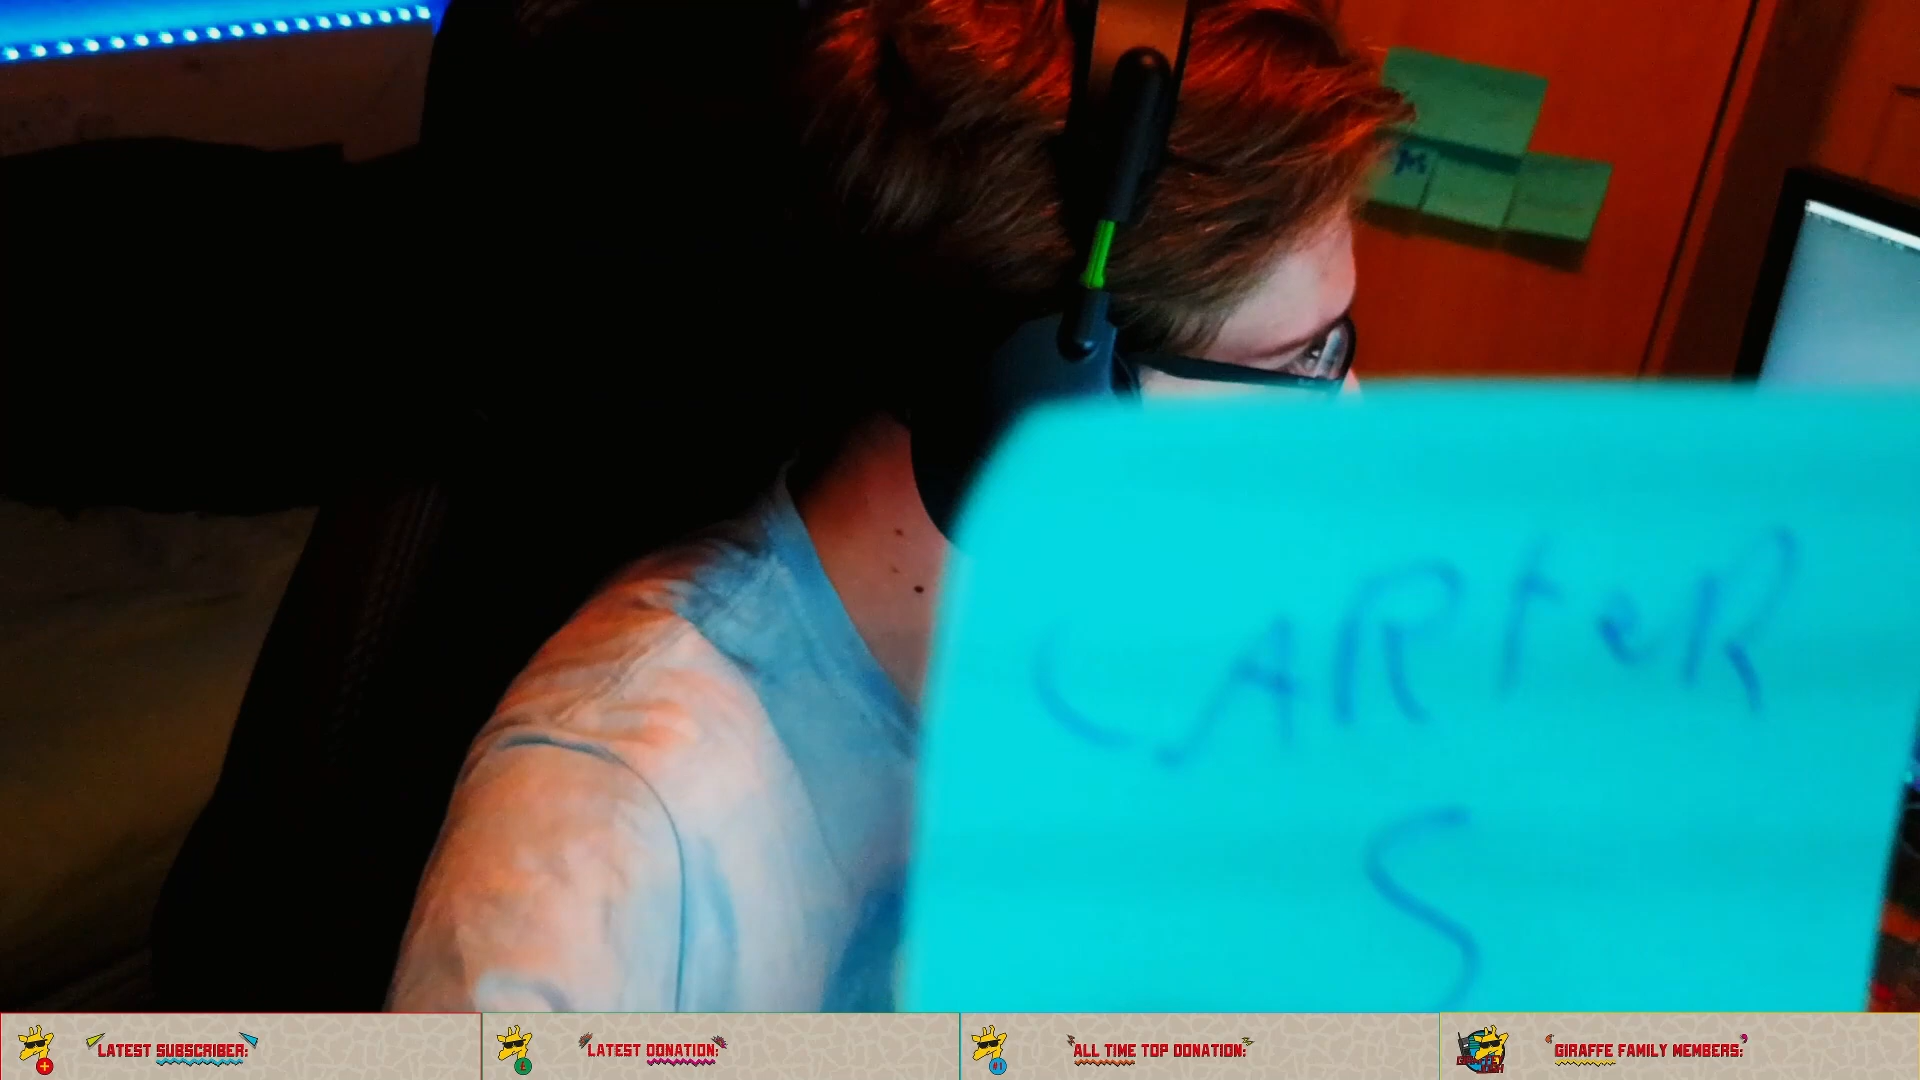 CARteR
S
LATEST SUBSCRIBER:
LATEST DONATION:
ALL TIME TOP DONATION:
GIRAFFE FAMILY MEMBERS: